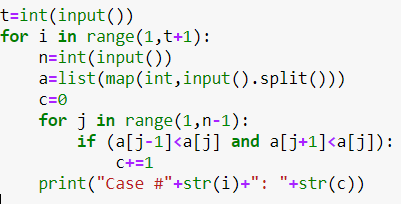 t=int(input())
for i in range(1,t+1):
    n=int(input())
    a=list(map(int,input().split()))
    c=0
    for j in range(1,n-1):
        if (a[j-1]<a[j] and a[j+1]<a[j]):
            c+=1
    print("Case #"+str(i)+": "+str(c))